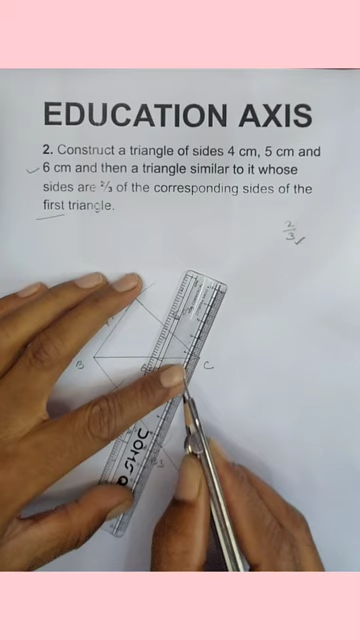 EDUCATION AXIS
2. Construct a triangle of sides 4 cm, 5 cm and
6 cm and then a triangle similar to it whose
sides are 2/3 of the corresponding sides of the
first triangle.
2/3
B
C
DOMS